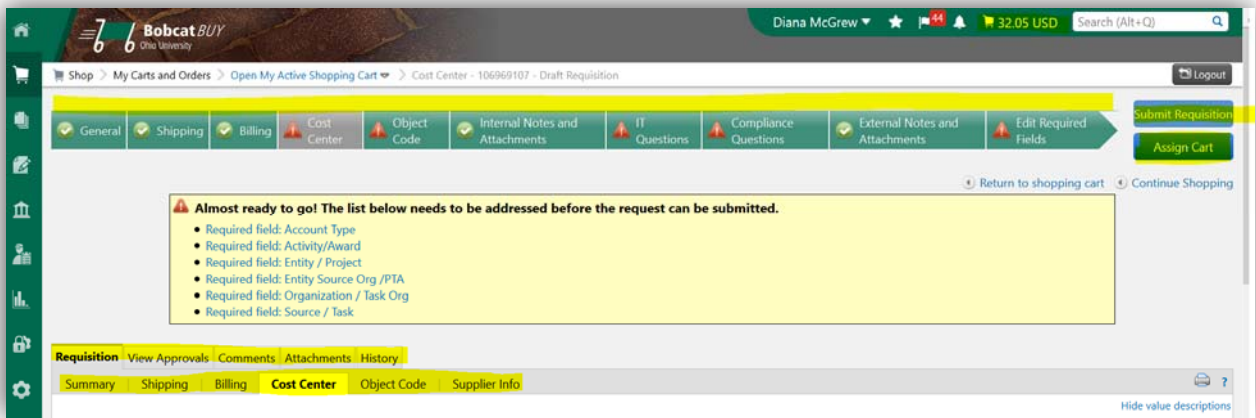 Bobcat BUY
Ohio University
Diana McGrew
44
32.05 USD
Search (Alt+Q)
Shop > My Carts and Orders > Open My Active Shopping Cart > Cost Center - 106969107 - Draft Requisition
Logout
General
Shipping
Billing
Cost
Center
Object
Code
Internal Notes and
Attachments
IT
Questions
Compliance
Questions
External Notes and
Attachments
Edit Required
Fields
Submit Requisition
Assign Cart
Return to shopping cart
Continue Shopping
Almost ready to go! The list below needs to be addressed before the request can be submitted.
Required field: Account Type
Required field: Activity/Award
Required field: Entity / Project
Required field: Entity Source Org /PTA
Required field: Organization / Task Org
Required field: Source / Task
Requisition View Approvals Comments Attachments History
Summary Shipping Billing Cost Center Object Code Supplier Info
?
Hide value descriptions